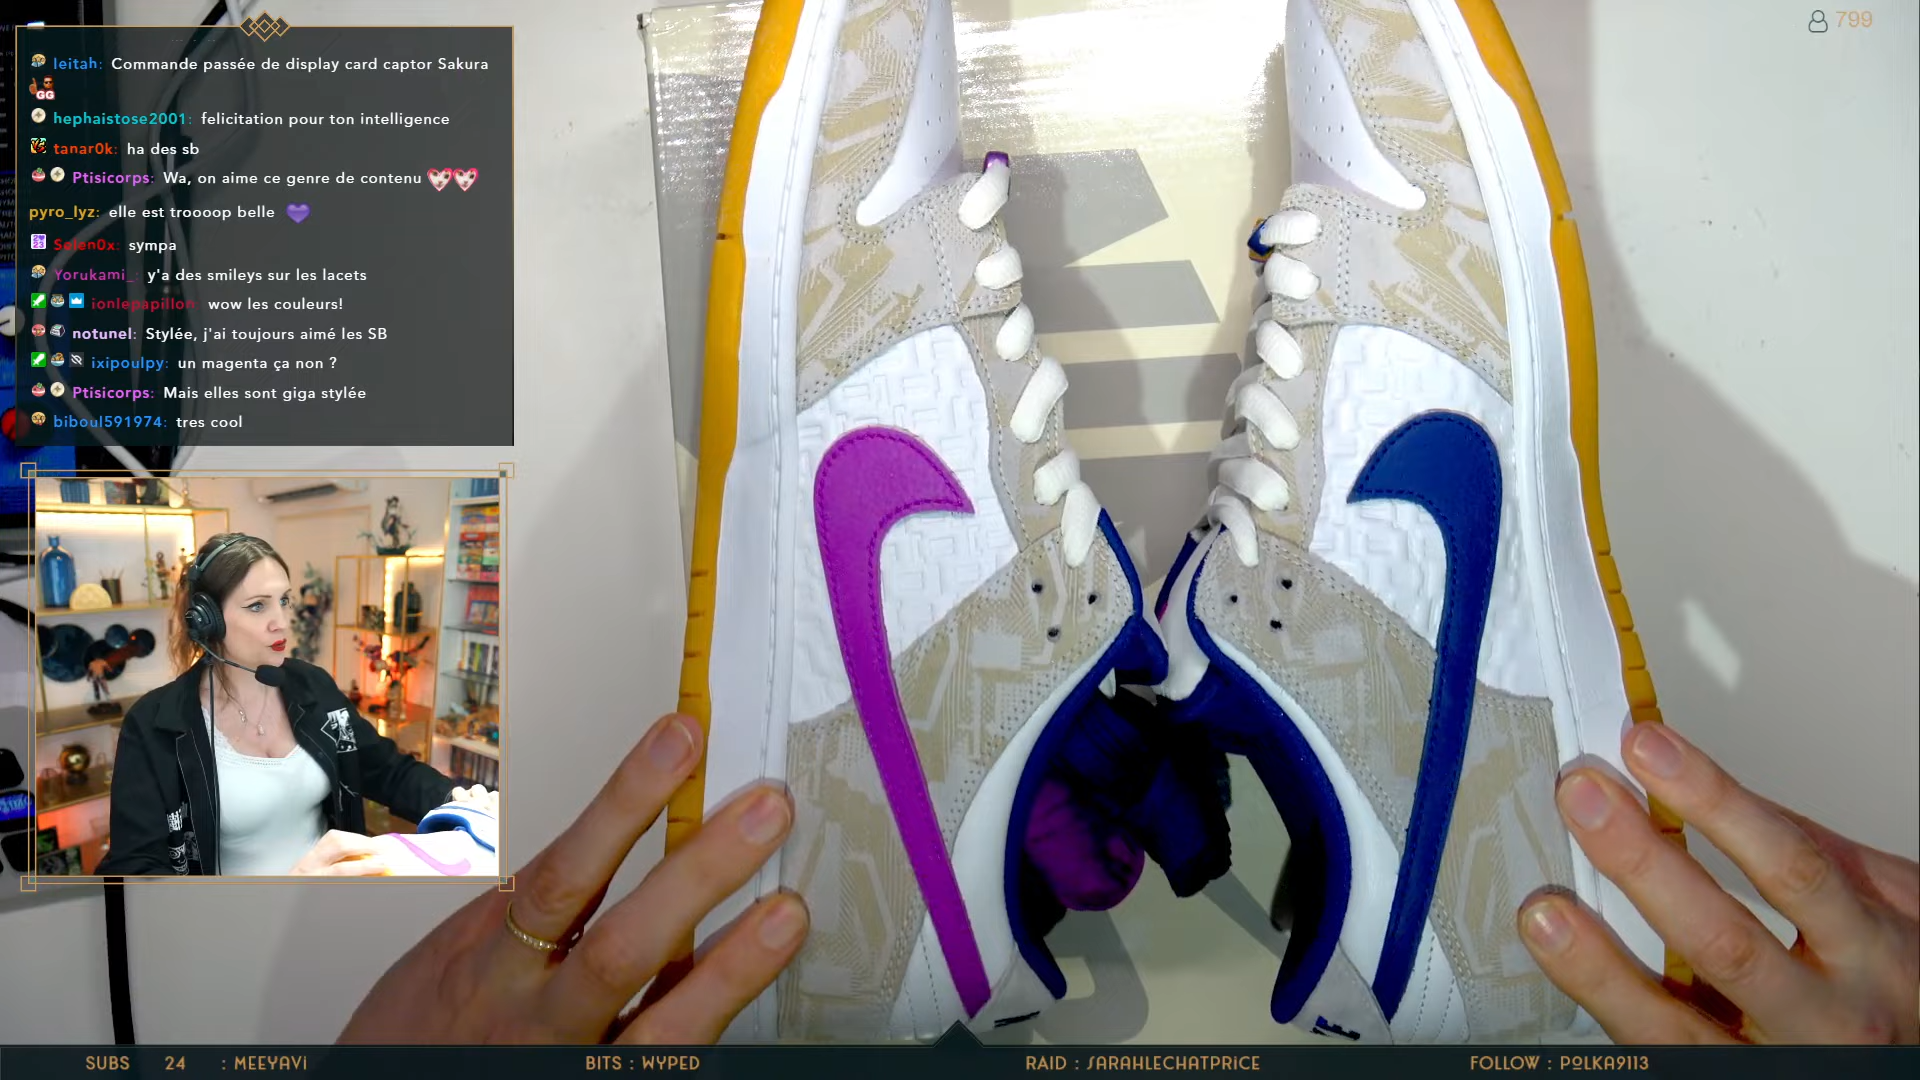 799
leitah: Commande passée de display card captor Sakura
GG
hephaistose2001: felicitation pour ton intelligence
tanar0k: ha des sb
Ptisicorps: Wa, on aime ce genre de contenu
pyro_lyz: elle est troooop belle
Solen0x: sympa
Yorukami_: y'a des smileys sur les lacets
ionlepapillon: wow les couleurs!
notunel: Stylée, j'ai toujours aimé les SB
ixipoulpy: un magenta ça non ?
Ptisicorps: Mais elles sont giga stylée
biboul591974: tres cool
SUBS 24 : MEEYAVI
BITS : WYPED
RAID : SARAHLECHATPRICE
FOLLOW : POLKA9113